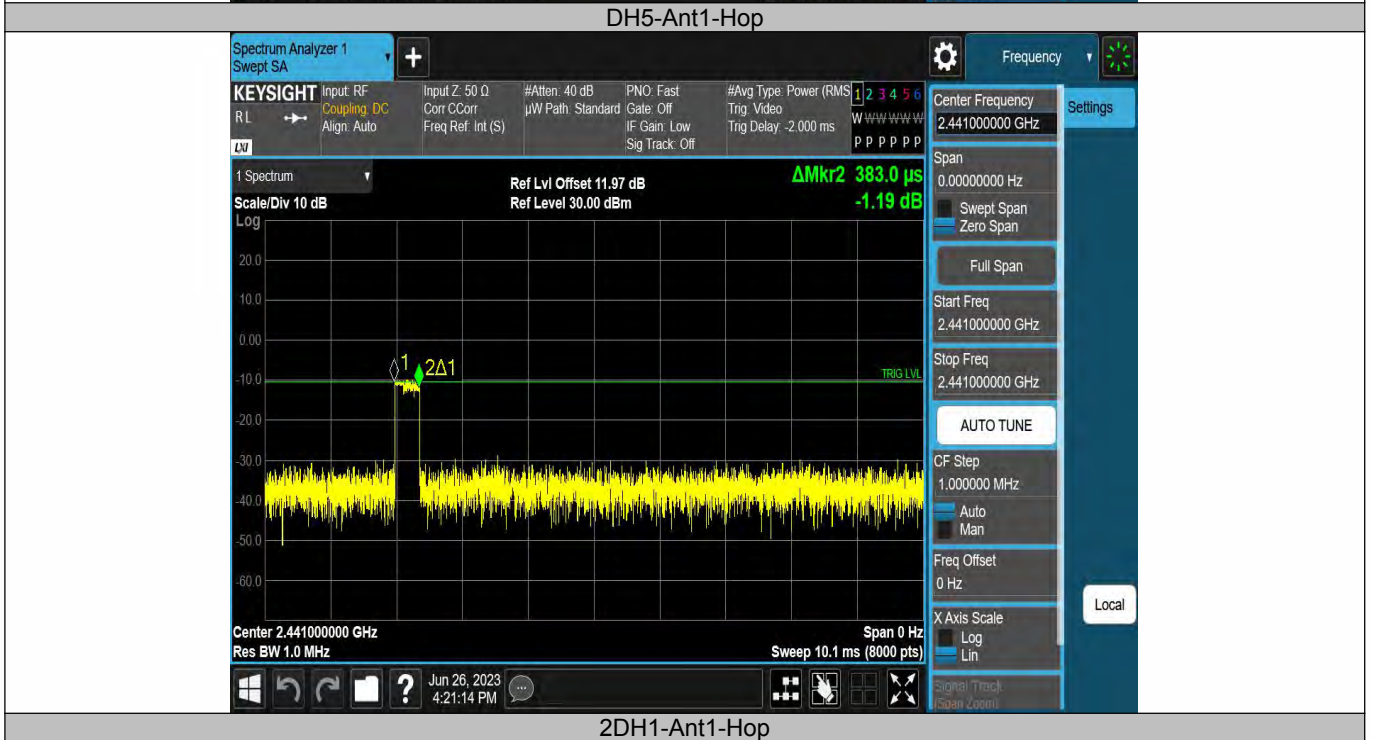 DH5-Ant1-Hop
Spectrum Analyzer 1
Swept SA
Frequency
KEYSIGHT
RL
LXI
Input: RF
Coupling: DC
Align: Auto
Input Z: 50 Ω
Corr CCorr
Freq Ref: Int (S)
#Atten: 40 dB
µW Path: Standard
PNO: Fast
Gate: Off
IF Gain: Low
Sig Track: Off
#Avg Type: Power (RMS
Trig: Video
Trig Delay: -2.000 ms
1 2 3 4 5 6
W W W W W W
P P P P P P
Center Frequency
2.441000000 GHz
Settings
Span
0.00000000 Hz
Swept Span
Zero Span
Full Span
Start Freq
2.441000000 GHz
Stop Freq
2.441000000 GHz
AUTO TUNE
CF Step
1.000000 MHz
Auto
Man
Freq Offset
0 Hz
X Axis Scale
Log
Lin
Signal Track
(Span Zoom)
Local
1 Spectrum
Scale/Div 10 dB
Ref Lvl Offset 11.97 dB
Ref Level 30.00 dBm
ΔMkr2 383.0 µs
-1.19 dB
Log
20.0
10.0
0.00
-10.0
-20.0
-30.0
-40.0
-50.0
-60.0
1
2Δ1
TRIG LVL
Center 2.441000000 GHz
Span 0 Hz
Res BW 1.0 MHz
Sweep 10.1 ms (8000 pts)
?
Jun 26, 2023
4:21:14 PM
2DH1-Ant1-Hop